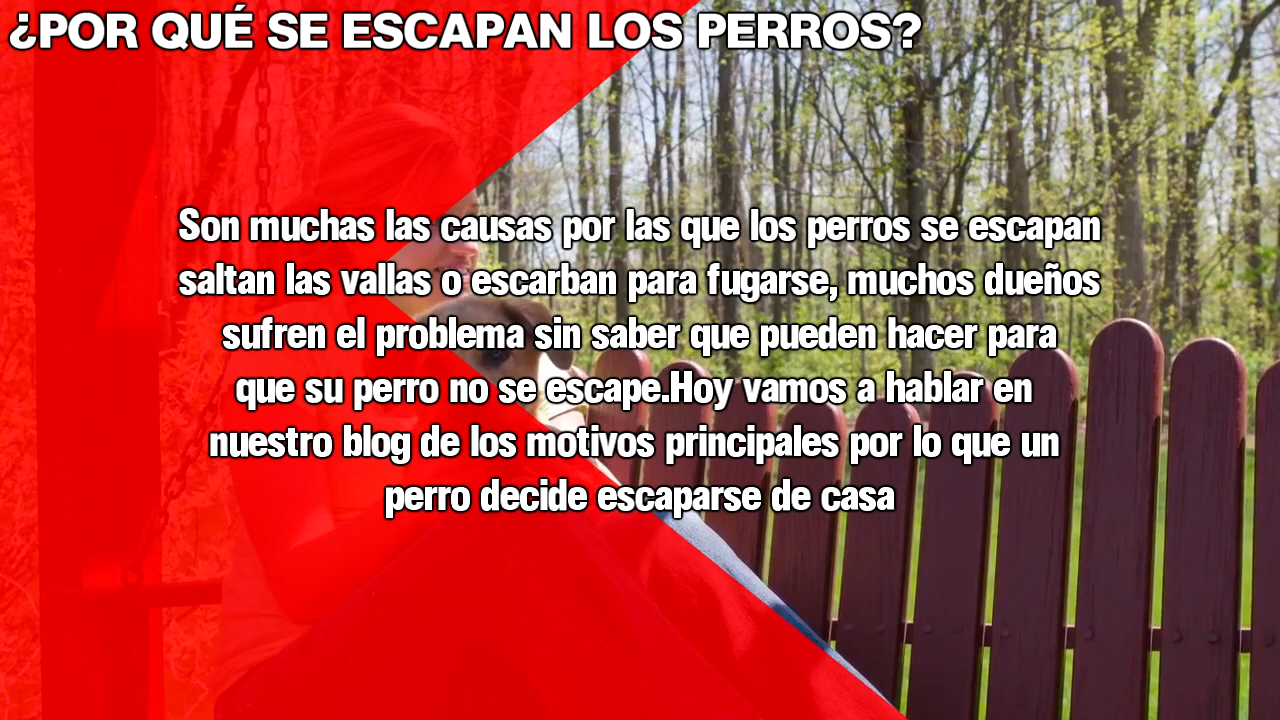 ¿POR QUÉ SE ESCAPAN LOS PERROS?
Son muchas las causas por las que los perros se escapan
saltan las vallas o escarban para fugarse, muchos dueños
sufren el problema sin saber que pueden hacer para
que su perro no se escape.Hoy vamos a hablar en
nuestro blog de los motivos principales por lo que un
perro decide escaparse de casa